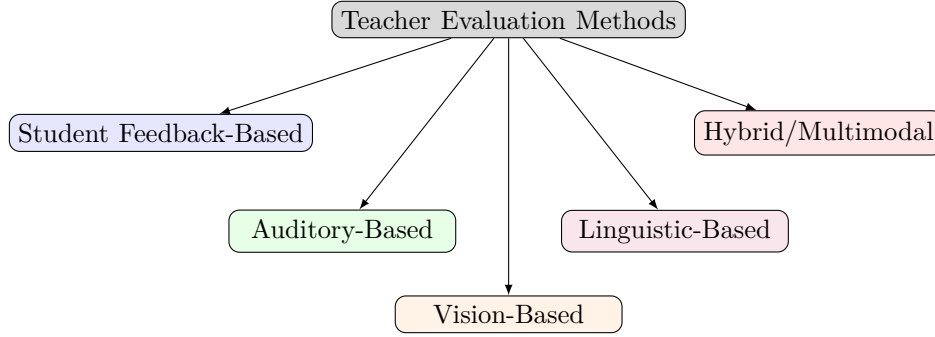 Teacher Evaluation Methods
Student Feedback-Based
Hybrid/Multimodal
Auditory-Based
Linguistic-Based
Vision-Based